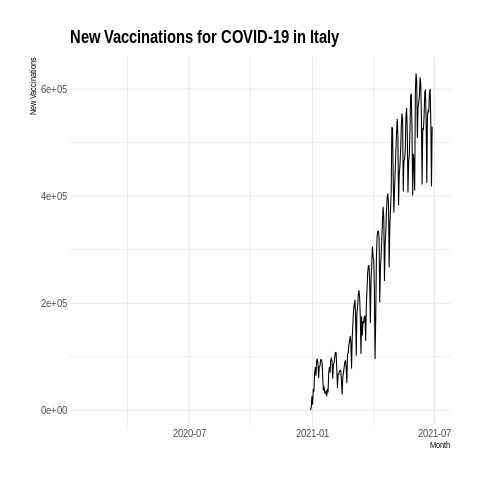 New Vaccinations for COVID-19 in Italy
New Vaccinations
6e+05
4e+05
2e+05
0e+00
2020-07
2021-01
2021-07
Month